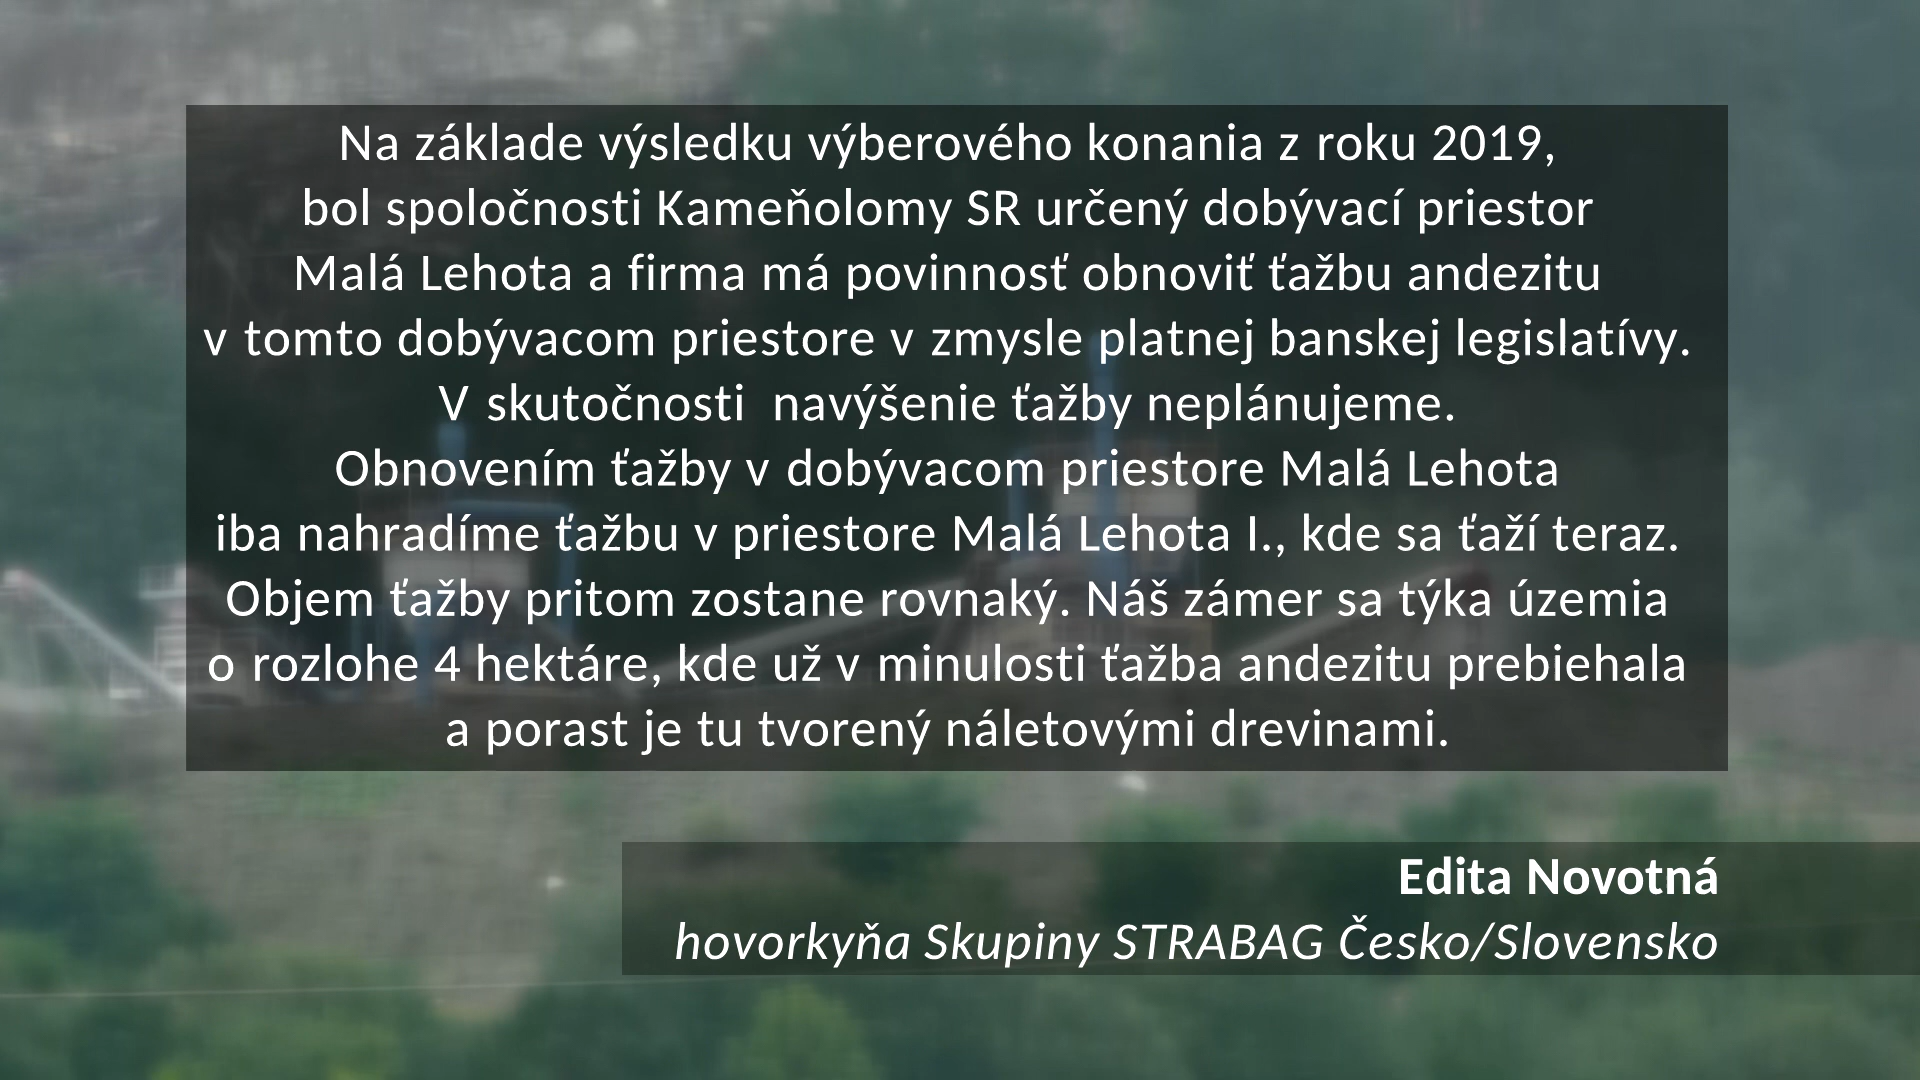 Na základe výsledku výberového konania z roku 2019,
bol spoločnosti Kameňolomy SR určený dobývací priestor
Malá Lehota a firma má povinnosť obnoviť ťažbu andezitu
v tomto dobývacom priestore v zmysle platnej banskej legislatívy.
V skutočnosti  navýšenie ťažby neplánujeme.
Obnovením ťažby v dobývacom priestore Malá Lehota
iba nahradíme ťažbu v priestore Malá Lehota I., kde sa ťaží teraz.
Objem ťažby pritom zostane rovnaký. Náš zámer sa týka územia
o rozlohe 4 hektáre, kde už v minulosti ťažba andezitu prebiehala
a porast je tu tvorený náletovými drevinami.
Edita Novotná
hovorkyňa Skupiny STRABAG Česko/Slovensko